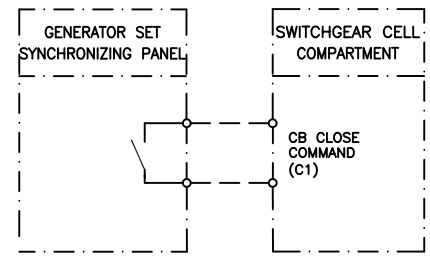 GENERATOR SET
SYNCHRONIZING PANEL
SWITCHGEAR CELL
COMPARTMENT
CB CLOSE
COMMAND
(C1)